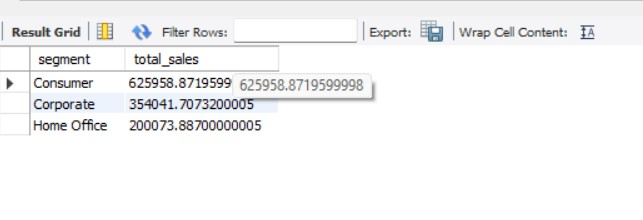 Result Grid Filter Rows: Export: Wrap Cell Content: IA
segment total_sales
Consumer 625958.8719599 625958.8719599998
Corporate 354041.7073200005
Home Office 200073.88700000005